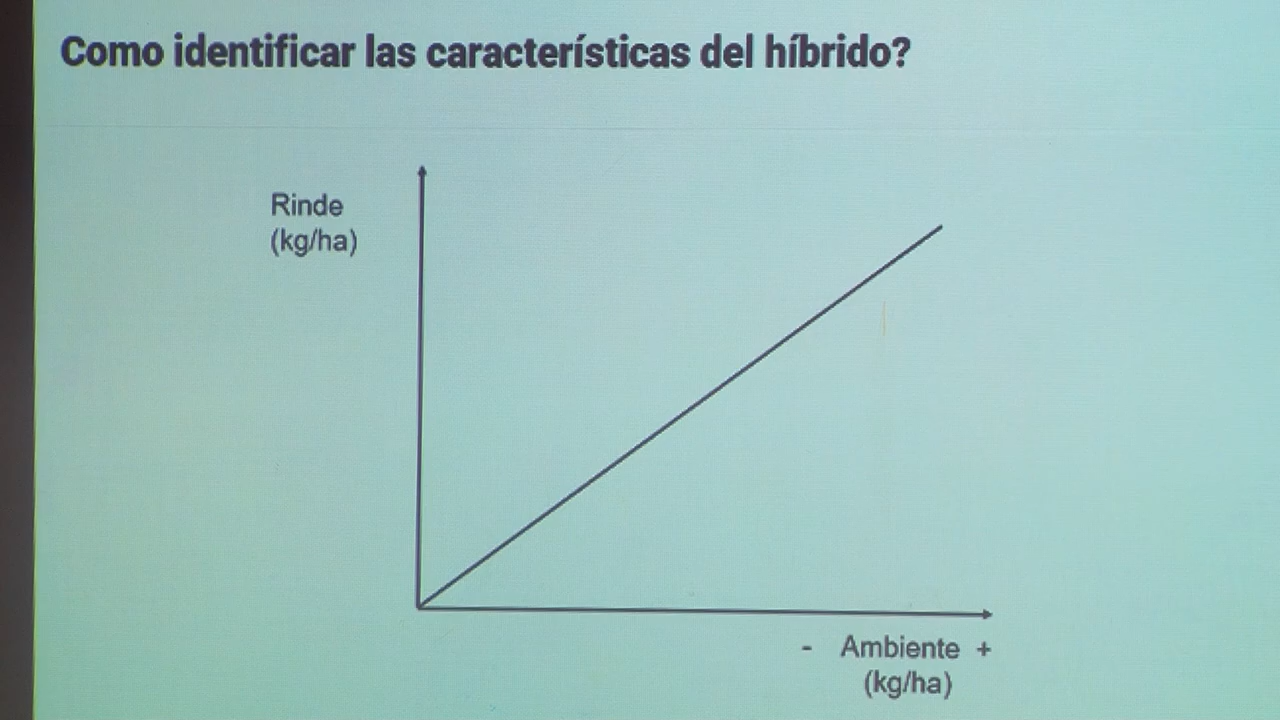 Como identificar las características del híbrido?
Rinde
(kg/ha)
- Ambiente +
(kg/ha)